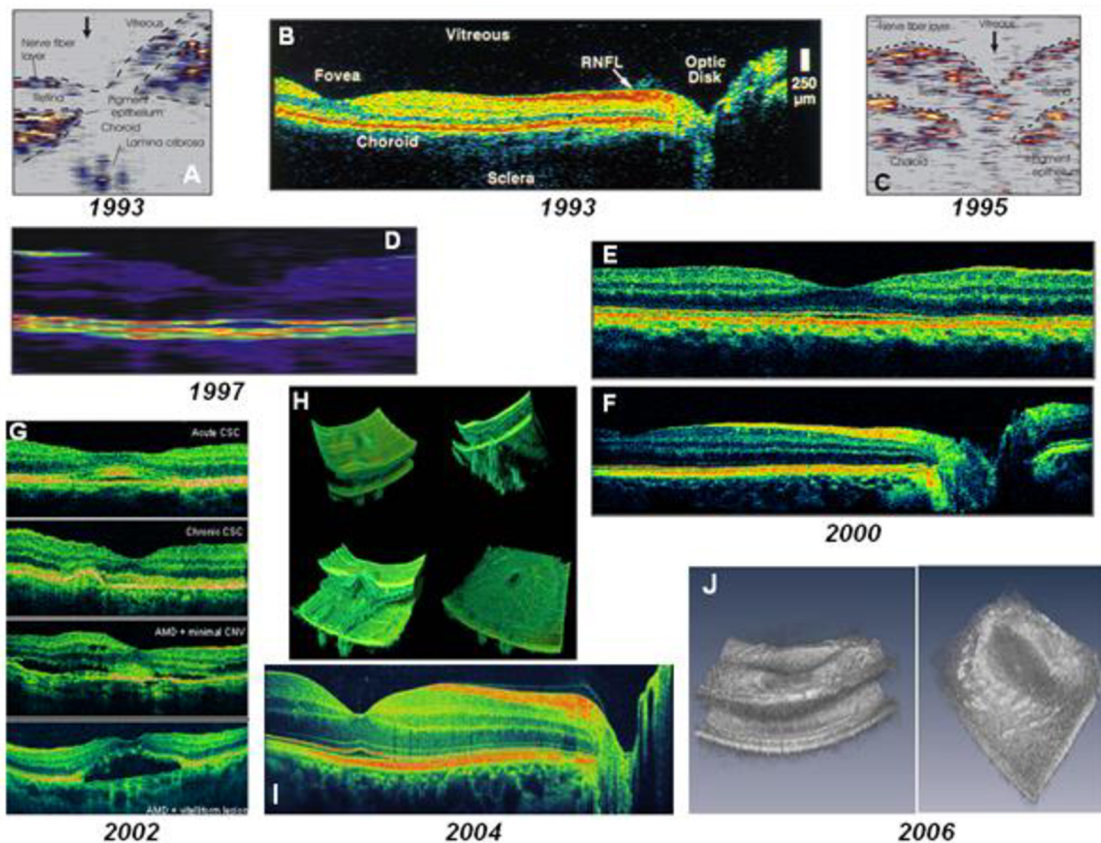 Vitreous
Nerve fiber
layer
Retina
Pigment
epithelium
Choroid
Lamina cribrosa
A
1993
B
Vitreous
Fovea
RNFL
Optic
Disk
250
µm
Choroid
Sclera
1993
Nerve fiber layer
Vitreous
Retina
Choroid
Pigment
epithelium
C
1995
D
1997
E
F
2000
G
Acute CSC
Chronic CSC
AMD + minimal CNV
AMD + vitelliform lesion
2002
H
I
2004
J
2006